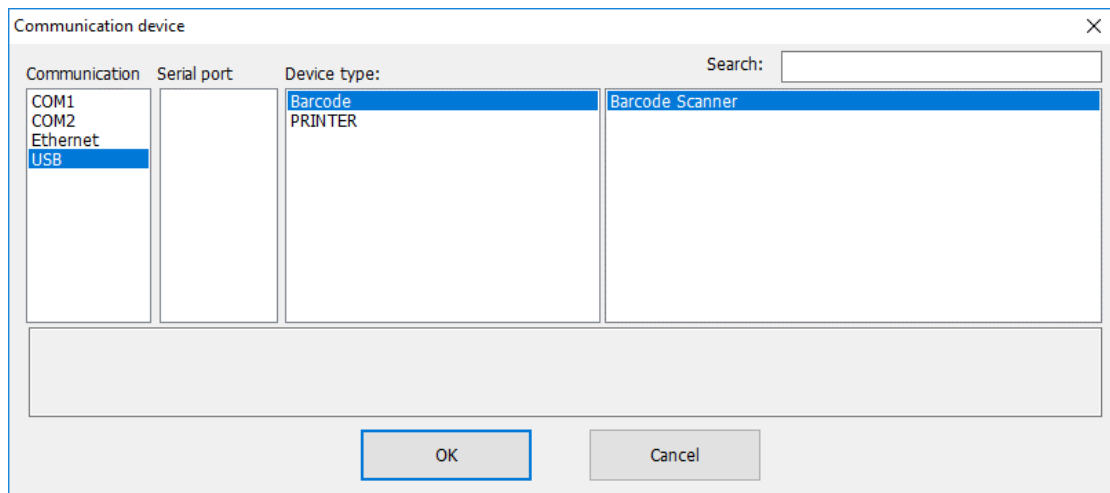 Communication device
Search:
Communication Serial port Device type:
COM1
COM2
Ethernet
USB
Barcode
PRINTER
Barcode Scanner
OK
Cancel